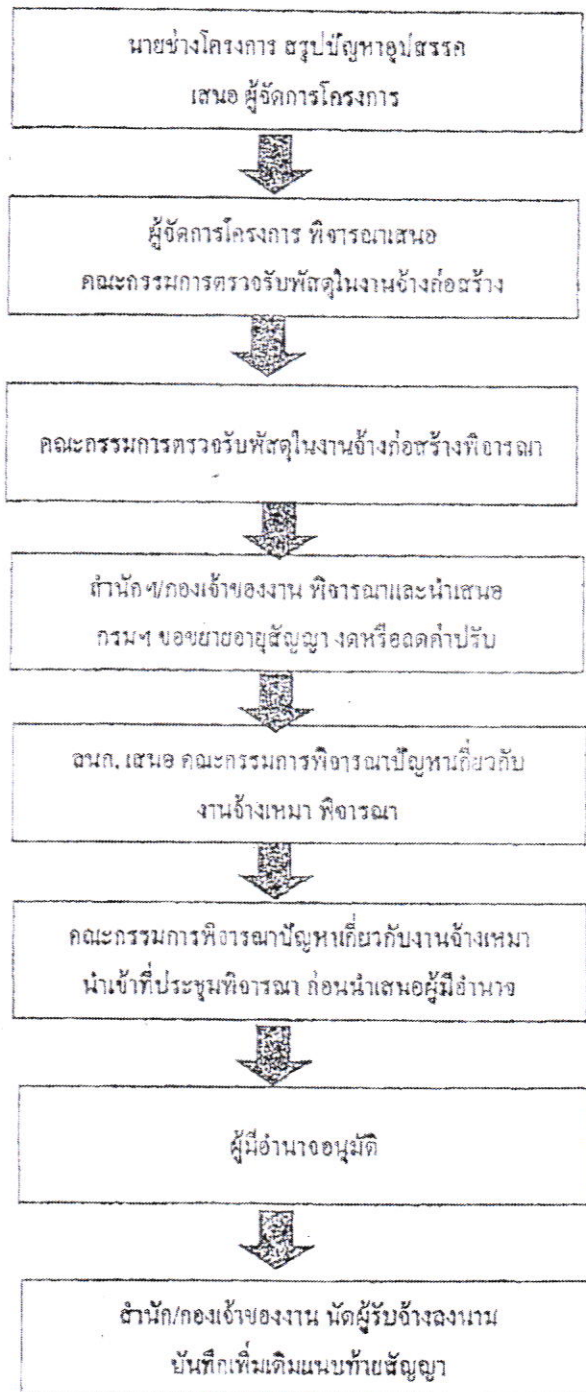 นายช่างโครงการ สรุปปัญหาอุปสรรค
เสนอ ผู้จัดการโครงการ
ผู้จัดการโครงการ พิจารณาเสนอ
คณะกรรมการตรวจรับพัสดุในงานจ้างก่อสร้าง
คณะกรรมการตรวจรับพัสดุในงานจ้างก่อสร้างพิจารณา
สำนักฯ/กองเจ้าของงาน พิจารณาและนำเสนอ
กรมฯ ขอขยายอายุสัญญา งดหรือลดค่าปรับ
ลนก. เสนอ คณะกรรมการพิจารณาปัญหาเกี่ยวกับ
งานจ้างเหมา พิจารณา
คณะกรรมการพิจารณาปัญหาเกี่ยวกับงานจ้างเหมา
นำเข้าที่ประชุมพิจารณา ก่อนนำเสนอผู้มีอำนาจ
ผู้มีอำนาจอนุมัติ
สำนัก/กองเจ้าของงาน นัดผู้รับจ้างลงนาม
บันทึกเพิ่มเติมแนบท้ายสัญญา